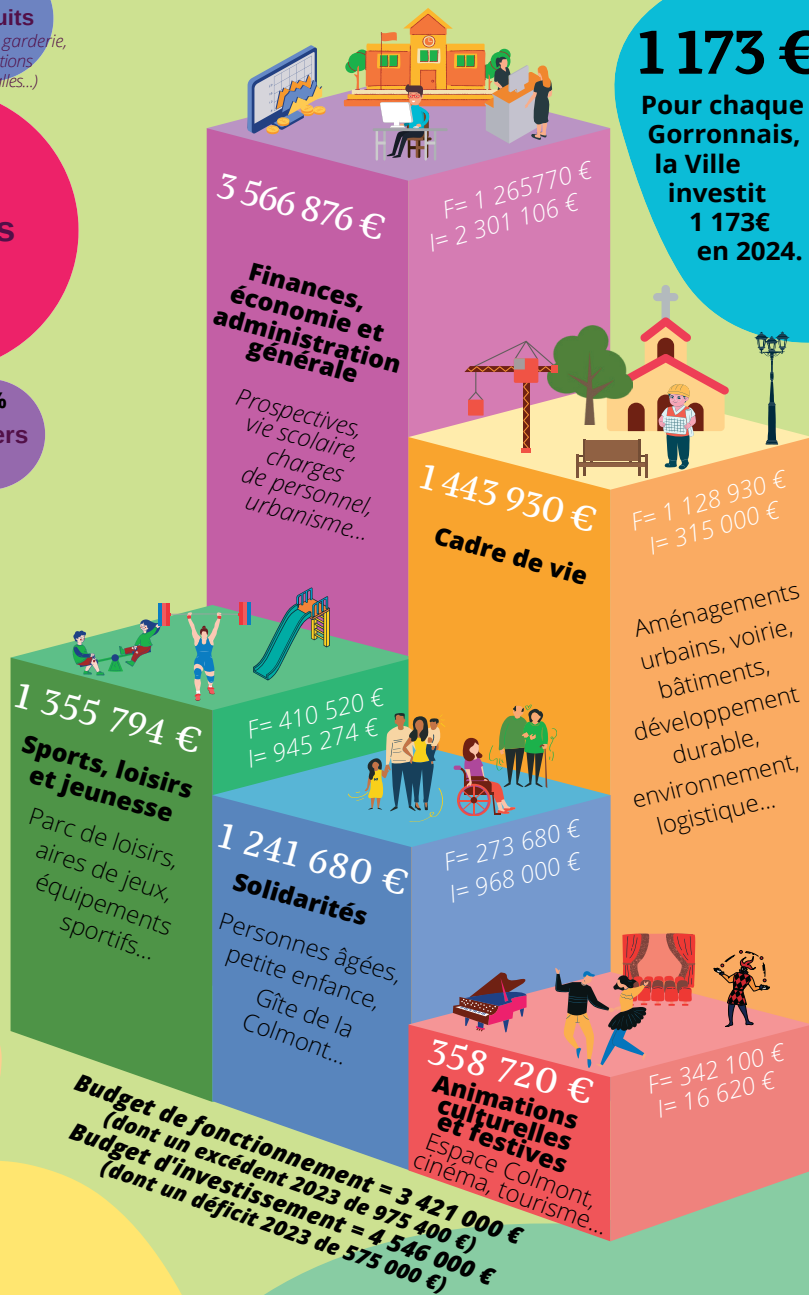 uits
garderie,
tions
lles...)
s
%
ers
1 173 €
Pour chaque
Gorronnais,
la Ville
investit
1 173€
en 2024.
3 566 876 €
F= 1 265770 €
I= 2 301 106 €
Finances,
économie et
administration
générale
Prospectives,
vie scolaire,
charges
de personnel,
urbanisme...
1 443 930 €
F= 1 128 930 €
I= 315 000 €
Cadre de vie
Aménagements
urbains, voirie,
bâtiments,
développement
durable,
environnement,
logistique...
1 355 794 €
F= 410 520 €
I= 945 274 €
Sports, loisirs
et jeunesse
Parc de loisirs,
aires de jeux,
équipements
sportifs...
1 241 680 €
F= 273 680 €
I= 968 000 €
Solidarités
Personnes âgées,
petite enfance,
Gîte de la
Colmont...
358 720 €
F= 342 100 €
I= 16 620 €
Animations
culturelles
et festives
Espace Colmont,
cinéma, tourisme...
Budget de fonctionnement = 3 421 000 €
(dont un excédent 2023 de 975 400 €)
Budget d'investissement = 4 546 000 €
(dont un déficit 2023 de 575 000 €)